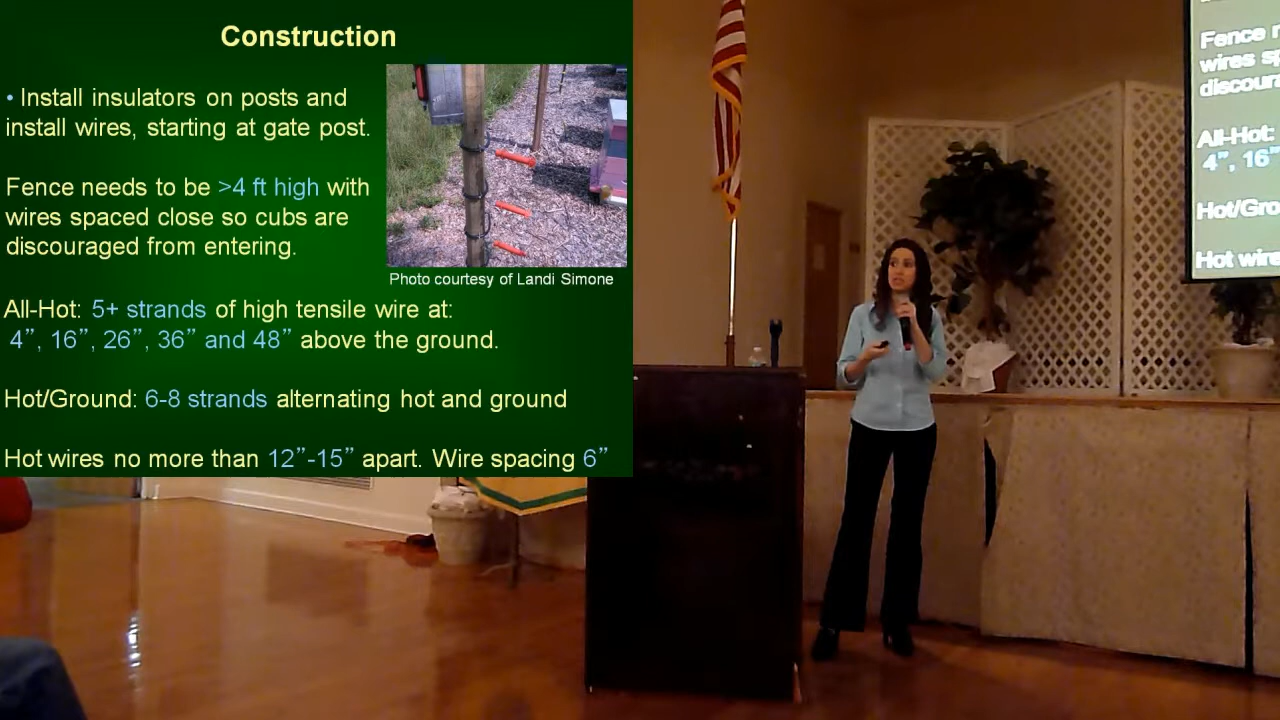 Construction
• Install insulators on posts and
install wires, starting at gate post.
Fence needs to be >4 ft high with
wires spaced close so cubs are
discouraged from entering.
Photo courtesy of Landi Simone
All-Hot: 5+ strands of high tensile wire at:
4”, 16”, 26”, 36” and 48” above the ground.
Hot/Ground: 6-8 strands alternating hot and ground
Hot wires no more than 12”-15” apart. Wire spacing 6”
Fence
wires
All-Hot:
4”, 16”
Hot wire